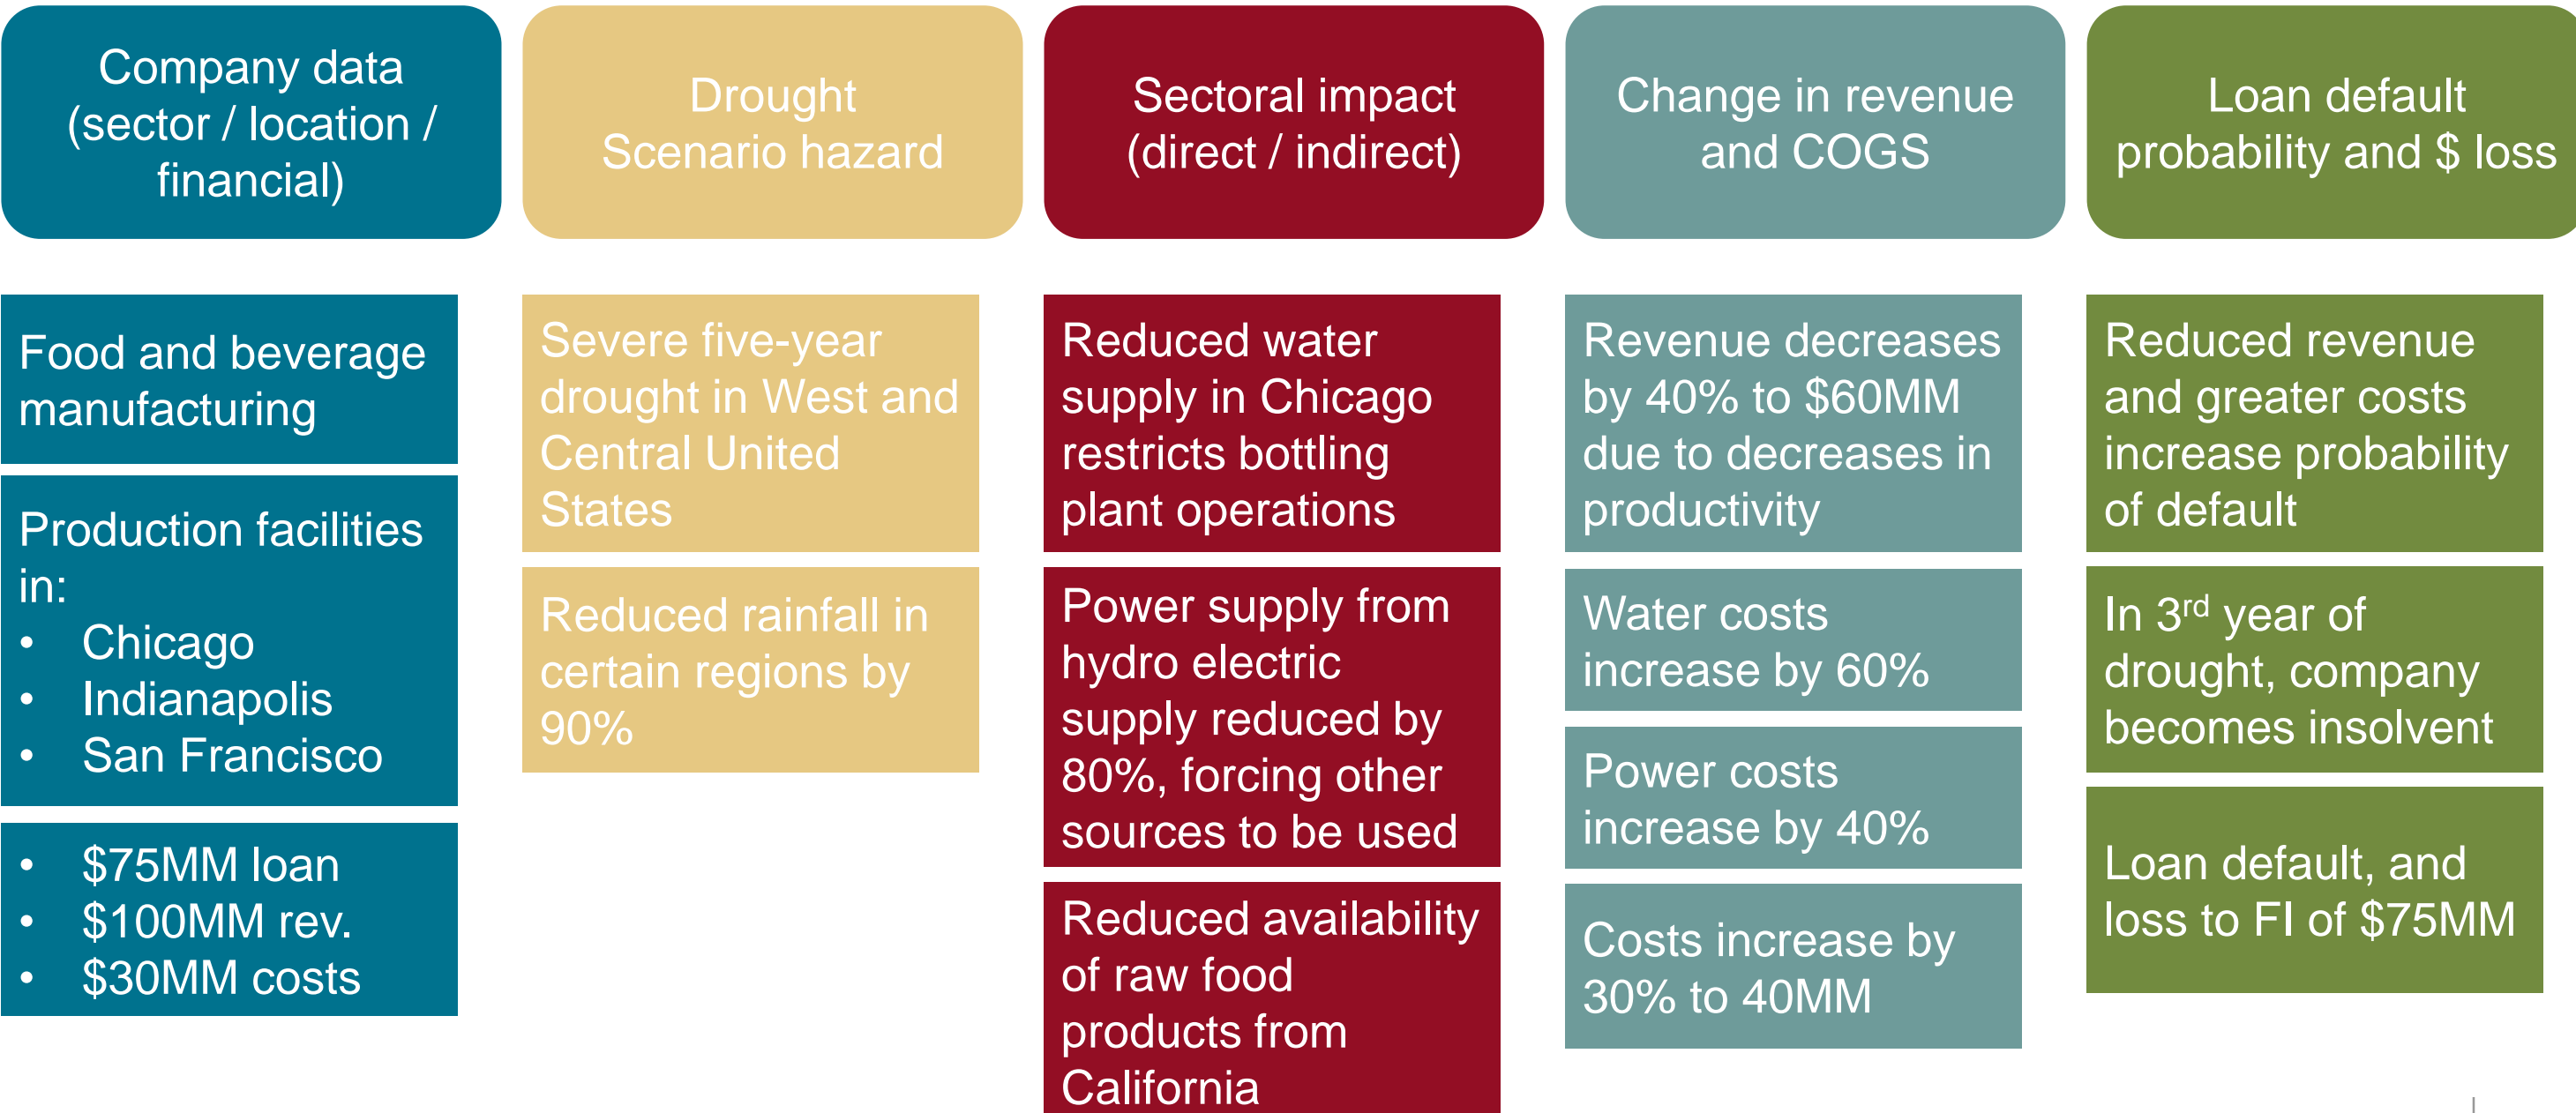 Company data
(sector / location /
financial)
Drought
Scenario hazard
Sectoral impact
(direct / indirect)
Change in revenue
and COGS
Loan default
probability and $ loss
Food and beverage
manufacturing
Production facilities
in:
• Chicago
• Indianapolis
• San Francisco
• $75MM loan
• $100MM rev.
• $30MM costs
Severe five-year
drought in West and
Central United
States
Reduced rainfall in
certain regions by
90%
Reduced water
supply in Chicago
restricts bottling
plant operations
Power supply from
hydro electric
supply reduced by
80%, forcing other
sources to be used
Reduced availability
of raw food
products from
California
Revenue decreases
by 40% to $60MM
due to decreases in
productivity
Water costs
increase by 60%
Power costs
increase by 40%
Costs increase by
30% to 40MM
Reduced revenue
and greater costs
increase probability
of default
In 3rd year of
drought, company
becomes insolvent
Loan default, and
loss to FI of $75MM